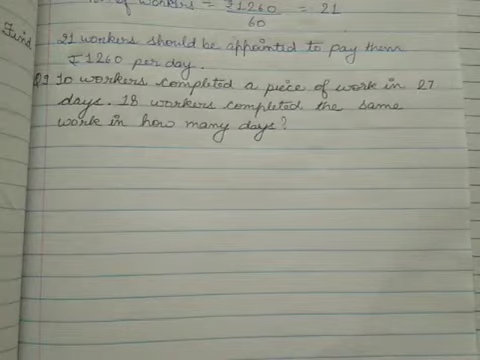 of workers = ₹1260 / 60 = 21
Find
21 workers should be appointed to pay them
₹1260 per day.
Q3 10 workers completed a piece of work in 27
days. 18 workers completed the same
work in how many days?